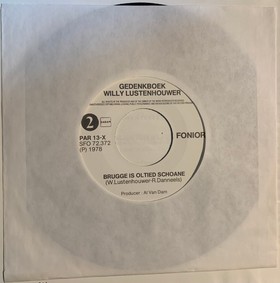 GEDENKBOEK
WILLY LUSTENHOUWER
2
PAR 13-X
SFO 72.372
(P) 1978
FONIOR
BRUGGE IS OLTIED SCHOANE
(W.Lustenhouwer-R.Danneels)
Producer Al Van Dam